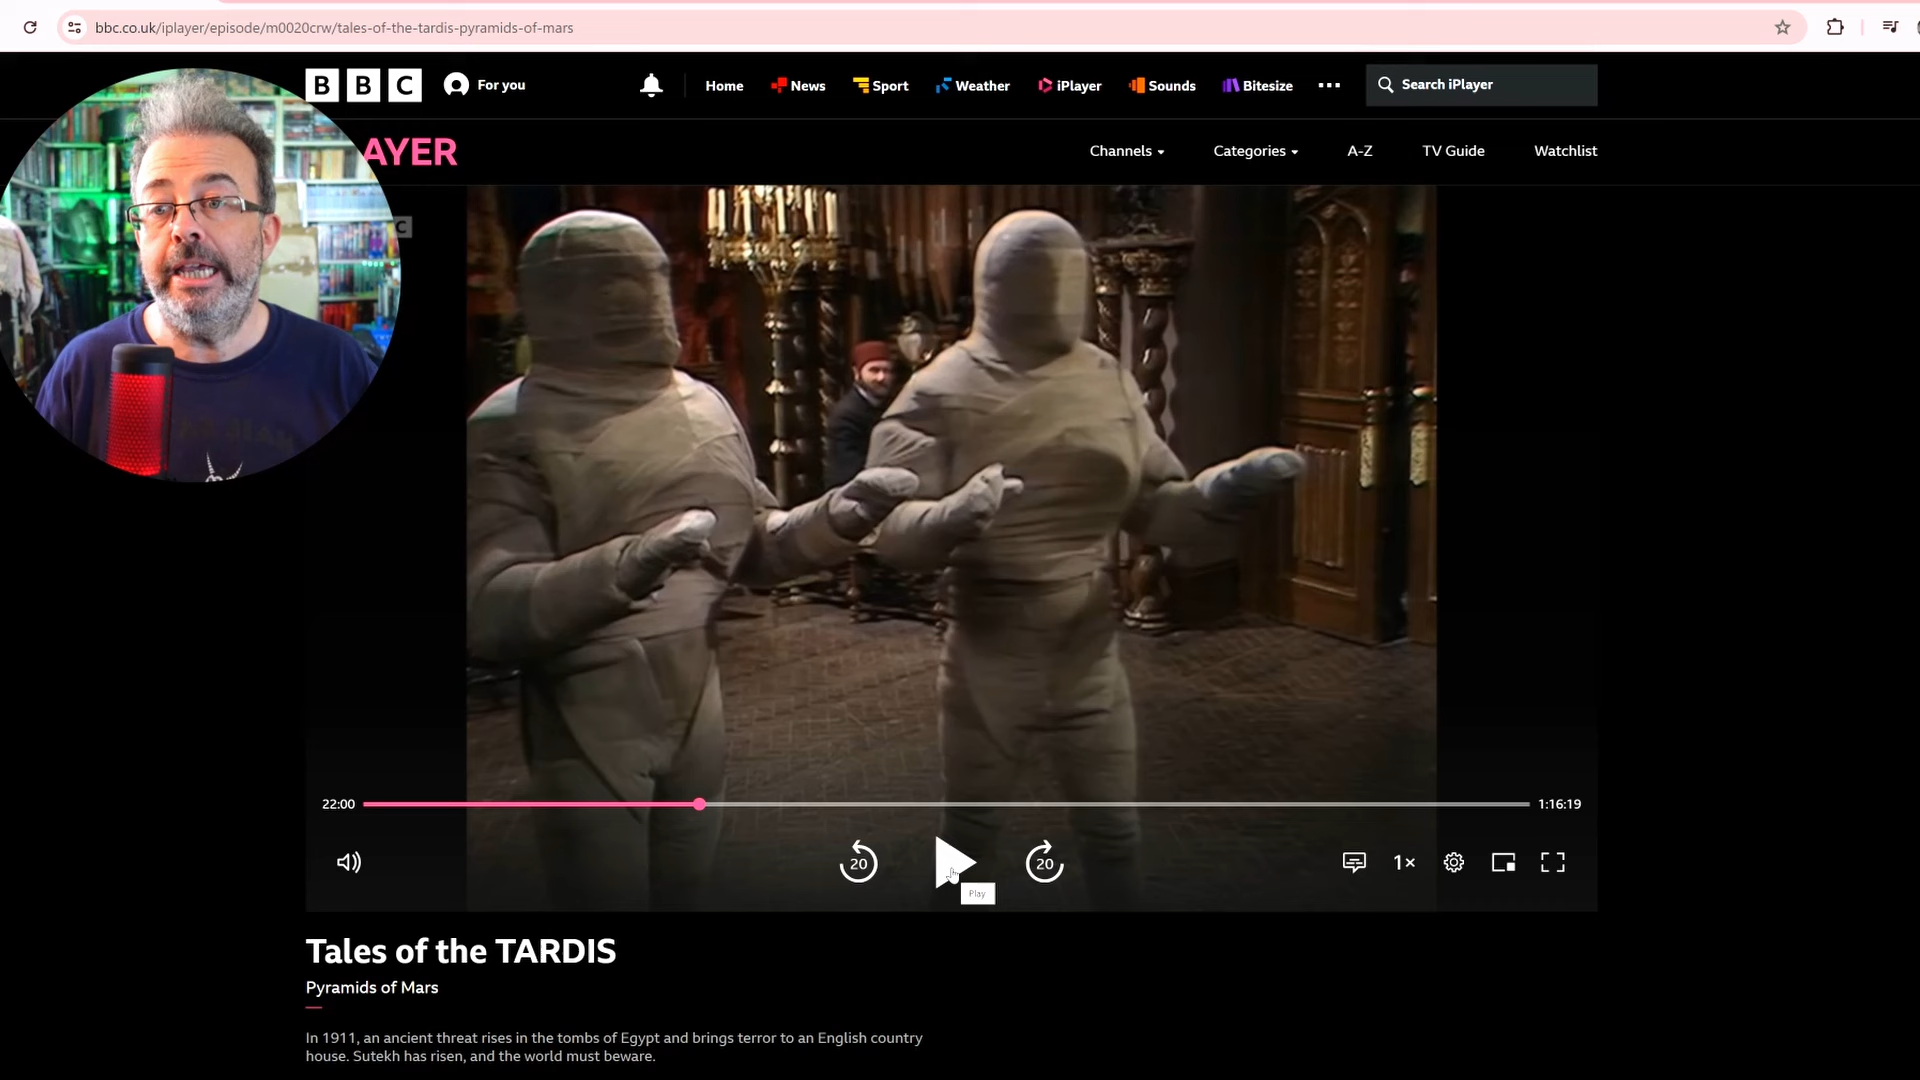 bbc.co.uk/iplayer/episode/m0020crw/tales-of-the-tardis-pyramids-of-mars
BBC
For you
Home
News
Sport
Weather
iPlayer
Sounds
Bitesize
Search iPlayer
AYER
Channels
Categories
A-Z
TV Guide
Watchlist
C
22:00
1:16:19
20
20
1×
Play
Tales of the TARDIS
Pyramids of Mars
In 1911, an ancient threat rises in the tombs of Egypt and brings terror to an English country
house. Sutekh has risen, and the world must beware.